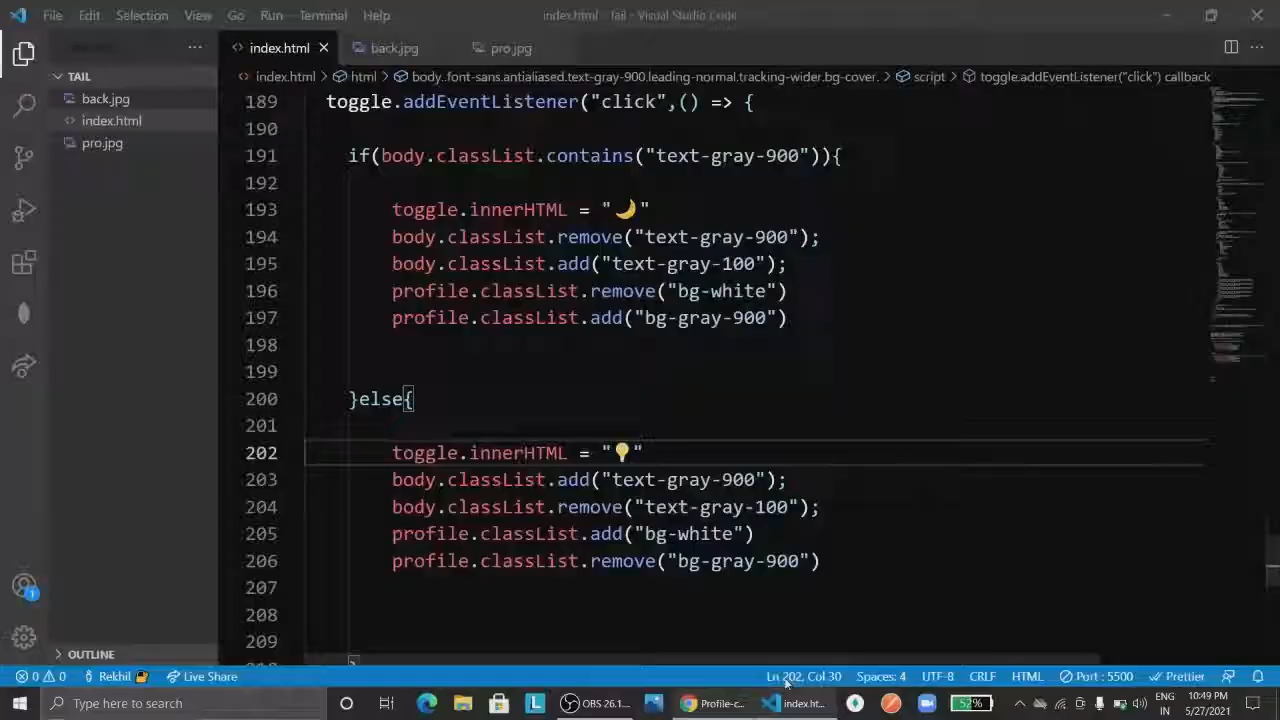 File Edit Selection View Go Run Terminal Help index.html - tail - Visual Studio Code
index.html back.jpg pro.jpg
TAIL
back.jpg
index.html
pro.jpg
OUTLINE
index.html > html > body..font-sans.antialiased.text-gray-900.leading-normal.tracking-wider.bg-cover. > script > toggle.addEventListener("click") callback
189 toggle.addEventListener("click",() => {
190
191 if(body.classList.contains("text-gray-900")){
192
193 toggle.innerHTML = "🌙"
194 body.classList.remove("text-gray-900");
195 body.classList.add("text-gray-100");
196 profile.classList.remove("bg-white")
197 profile.classList.add("bg-gray-900")
198
199
200 }else{
201
202 toggle.innerHTML = "💡"
203 body.classList.add("text-gray-900");
204 body.classList.remove("text-gray-100");
205 profile.classList.add("bg-white")
206 profile.classList.remove("bg-gray-900")
207
208
209
1
0 0 Rekhil Live Share Ln 202, Col 30 Spaces: 4 UTF-8 CRLF HTML Port : 5500 Prettier
Type here to search L OBS 26.1... Profile-c... index.ht... 52% ENG IN 10:49 PM 5/27/2021